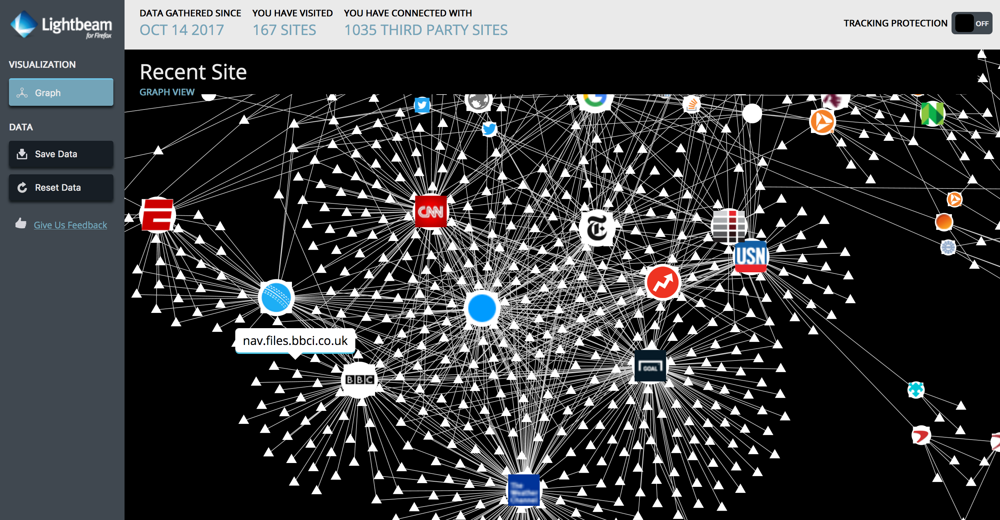 Lightbeam
for Firefox
DATA GATHERED SINCE
OCT 14 2017
YOU HAVE VISITED
167 SITES
YOU HAVE CONNECTED WITH
1035 THIRD PARTY SITES
TRACKING PROTECTION
OFF
VISUALIZATION
Graph
DATA
Save Data
Reset Data
Give Us Feedback
Recent Site
GRAPH VIEW
CNN
USN
nav.files.bbci.co.uk
BBC
GOAL
The
Weather
Channel